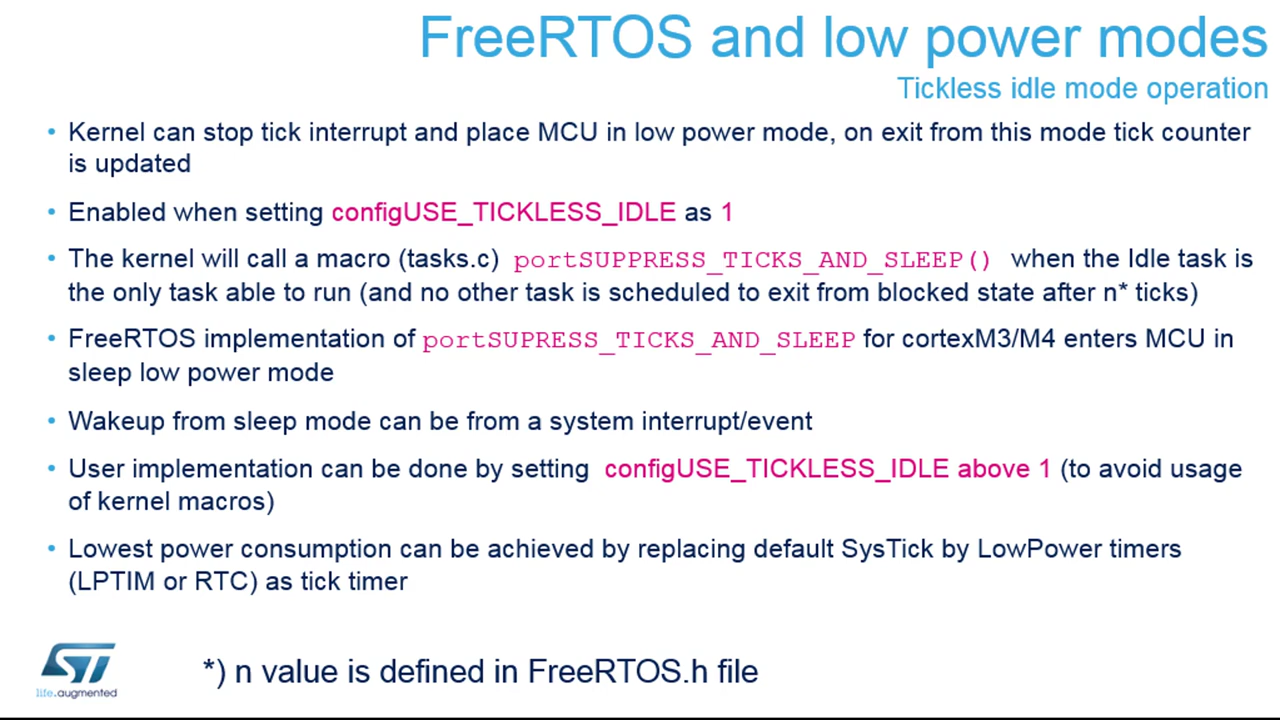 FreeRTOS and low power modes
Tickless idle mode operation
• Kernel can stop tick interrupt and place MCU in low power mode, on exit from this mode tick counter
is updated
• Enabled when setting configUSE_TICKLESS_IDLE as 1
• The kernel will call a macro (tasks.c) portSUPPRESS_TICKS_AND_SLEEP() when the Idle task is
the only task able to run (and no other task is scheduled to exit from blocked state after n* ticks)
• FreeRTOS implementation of portSUPRESS_TICKS_AND_SLEEP for cortexM3/M4 enters MCU in
sleep low power mode
• Wakeup from sleep mode can be from a system interrupt/event
• User implementation can be done by setting configUSE_TICKLESS_IDLE above 1 (to avoid usage
of kernel macros)
• Lowest power consumption can be achieved by replacing default SysTick by LowPower timers
(LPTIM or RTC) as tick timer
ST
life.augmented
*) n value is defined in FreeRTOS.h file